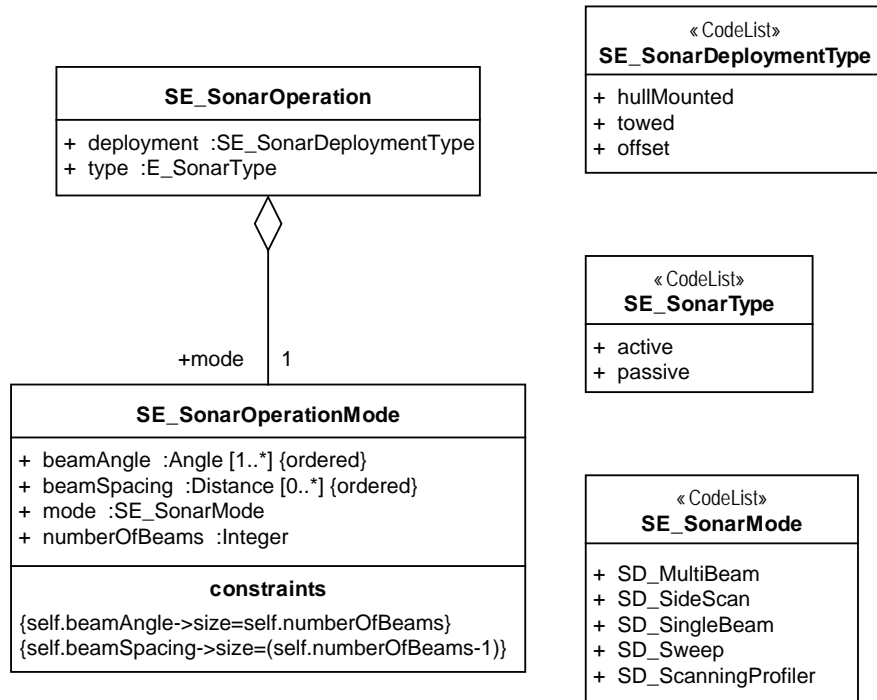 SE_SonarOperation
+ deployment :SE_SonarDeploymentType
+ type :E_SonarType
+mode 1
SE_SonarOperationMode
+ beamAngle :Angle [1..*] {ordered}
+ beamSpacing :Distance [0..*] {ordered}
+ mode :SE_SonarMode
+ numberOfBeams :Integer
constraints
{self.beamAngle->size=self.numberOfBeams}
{self.beamSpacing->size=(self.numberOfBeams-1)}
«CodeList»
SE_SonarDeploymentType
+ hullMounted
+ towed
+ offset
«CodeList»
SE_SonarType
+ active
+ passive
«CodeList»
SE_SonarMode
+ SD_MultiBeam
+ SD_SideScan
+ SD_SingleBeam
+ SD_Sweep
+ SD_ScanningProfiler